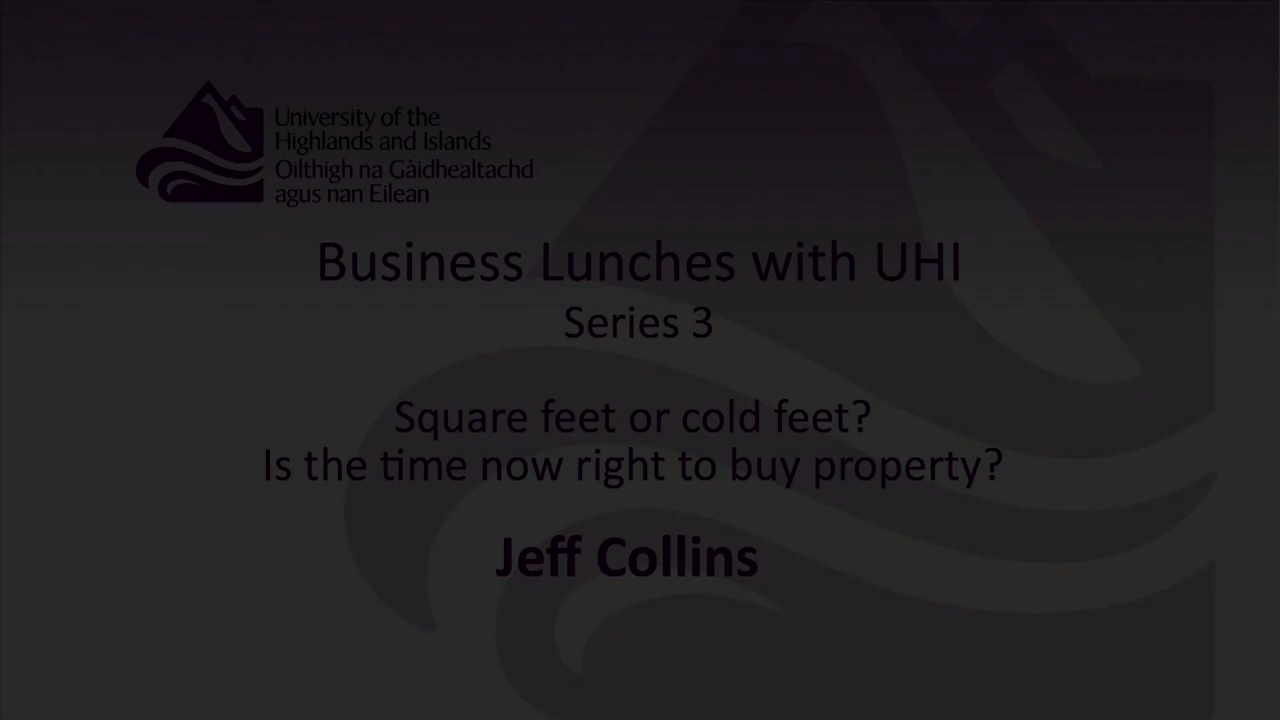 University of the
Highlands and Islands
Oilthigh na Gàidhealtachd
agus nan Eilean
Business Lunches with UHI
Series 3
Square feet or cold feet?
Is the time now right to buy property?
Jeff Collins